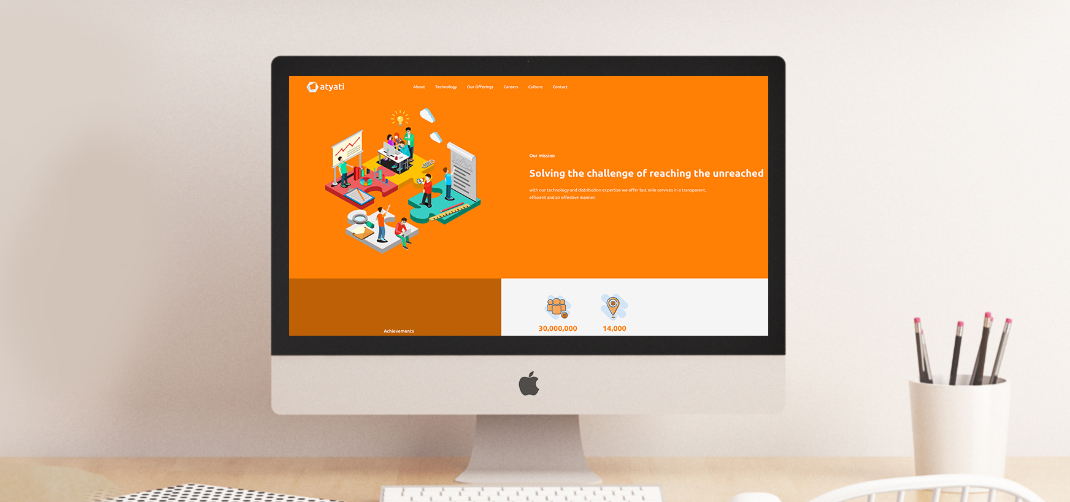 atyati
About Technology Our Offerings Careers Culture Contact
Our Mission
Solving the challenge of reaching the unreached
with our technology and distribution expertise we offer last mile services in a transparent,
efficient and an effective manner.
Achievements
30,000,000 14,000